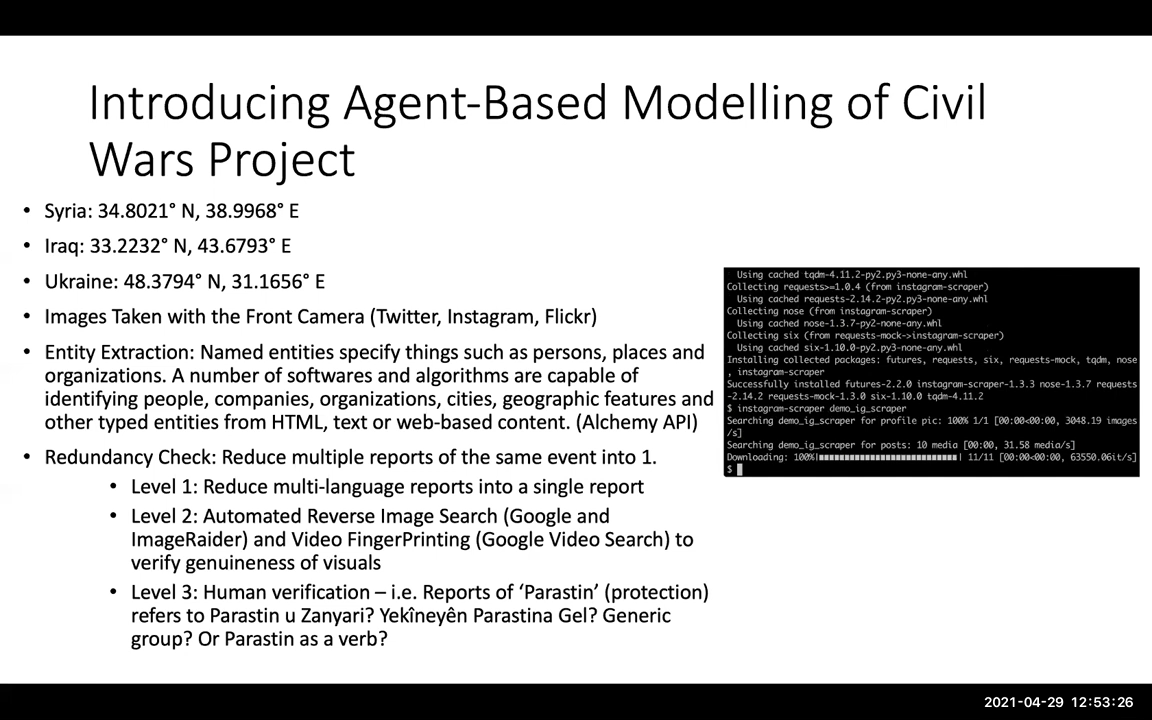 Introducing Agent-Based Modelling of Civil
Wars Project
• Syria: 34.8021° N, 38.9968° E
• Iraq: 33.2232° N, 43.6793° E
• Ukraine: 48.3794° N, 31.1656° E
• Images Taken with the Front Camera (Twitter, Instagram, Flickr)
• Entity Extraction: Named entities specify things such as persons, places and
organizations. A number of softwares and algorithms are capable of
identifying people, companies, organizations, cities, geographic features and
other typed entities from HTML, text or web-based content. (Alchemy API)
• Redundancy Check: Reduce multiple reports of the same event into 1.
• Level 1: Reduce multi-language reports into a single report
• Level 2: Automated Reverse Image Search (Google and
ImageRaider) and Video FingerPrinting (Google Video Search) to
verify genuineness of visuals
• Level 3: Human verification – i.e. Reports of ‘Parastin’ (protection)
refers to Parastin u Zanyari? Yekîneyên Parastina Gel? Generic
group? Or Parastin as a verb?
Using cached tqdm-4.11.2-py2.py3-none-any.whl
Collecting requests>=1.0.4 (from instagram-scraper)
Using cached requests-2.14.2-py2.py3-none-any.whl
Collecting nose (from instagram-scraper)
Using cached nose-1.3.7-py2-none-any.whl
Collecting six (from requests-mock->instagram-scraper)
Using cached six-1.10.0-py2.py3-none-any.whl
Installing collected packages: futures, requests, six, requests-mock, tqdm, nose
, instagram-scraper
Successfully installed futures-2.2.0 instagram-scraper-1.3.3 nose-1.3.7 requests
-2.14.2 requests-mock-1.3.0 six-1.10.0 tqdm-4.11.2
$ instagram-scraper demo_ig_scraper
Searching demo_ig_scraper for profile pic: 100% 1/1 [00:00<00:00, 3048.19 images
/s]
Searching demo_ig_scraper for posts: 10 media [00:00, 31.58 media/s]
Downloading: 100%| | 11/11 [00:00<00:00, 63550.06it/s]
$
2021-04-29 12:53:26